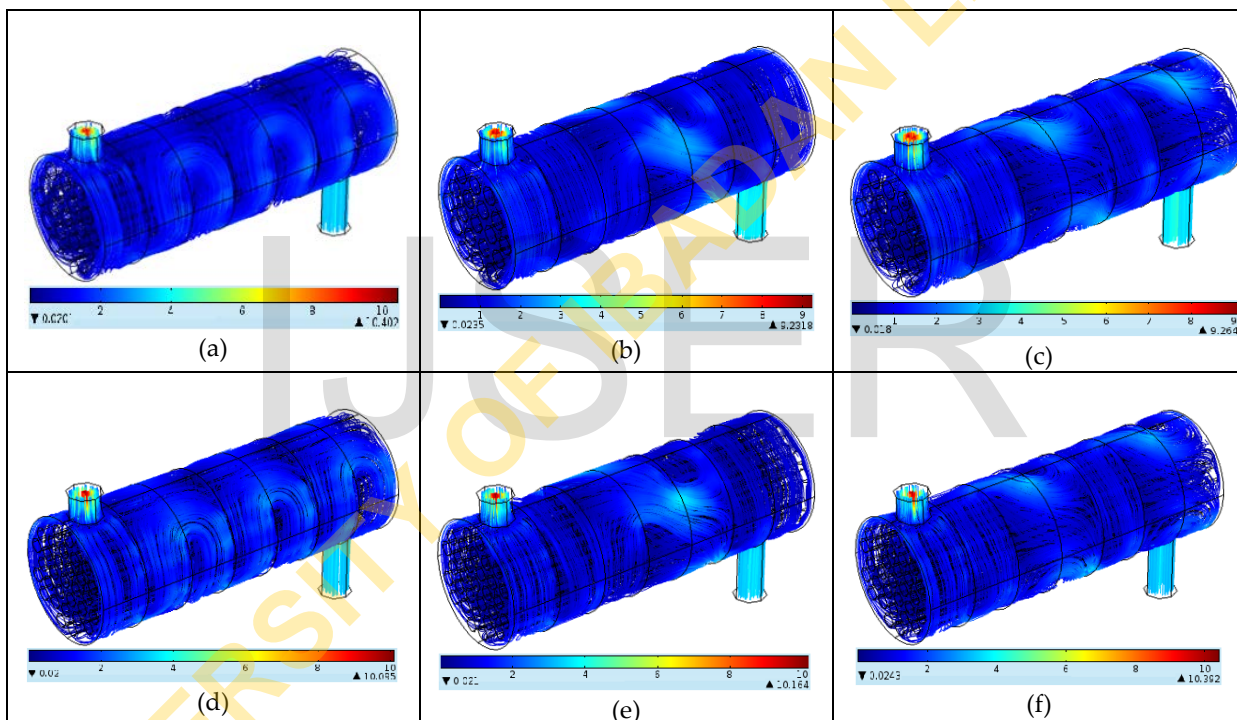 2 4 6 8 10
▼ 0.0201 ▲ 10.402
(a)
1 2 3 4 5 6 7 8 9
▼ 0.0235 ▲ 9.2318
(b)
1 2 3 4 5 6 7 8 9
▼ 0.018 ▲ 9.264
(c)
2 4 6 8 10
▼ 0.02 ▲ 10.095
(d)
2 4 6 8 10
▼ 0.021 ▲ 10.164
(e)
2 4 6 8 10
▼ 0.0243 ▲ 10.392
(f)
IJSER
ERSITY OF IBADAN L